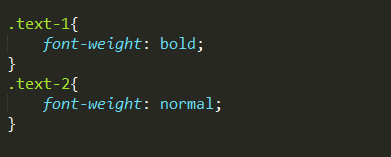 .text-1{
    font-weight: bold;
}
.text-2{
    font-weight: normal;
}